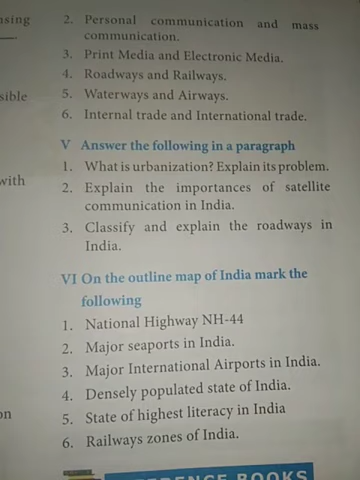 sing
2. Personal communication and mass
communication.
3. Print Media and Electronic Media.
4. Roadways and Railways.
sible
5. Waterways and Airways.
6. Internal trade and International trade.
V Answer the following in a paragraph
1. What is urbanization? Explain its problem.
with
2. Explain the importances of satellite
communication in India.
3. Classify and explain the roadways in
India.
VI On the outline map of India mark the
following
1. National Highway NH-44
2. Major seaports in India.
3. Major International Airports in India.
4. Densely populated state of India.
on
5. State of highest literacy in India
6. Railways zones of India.
BOOKS